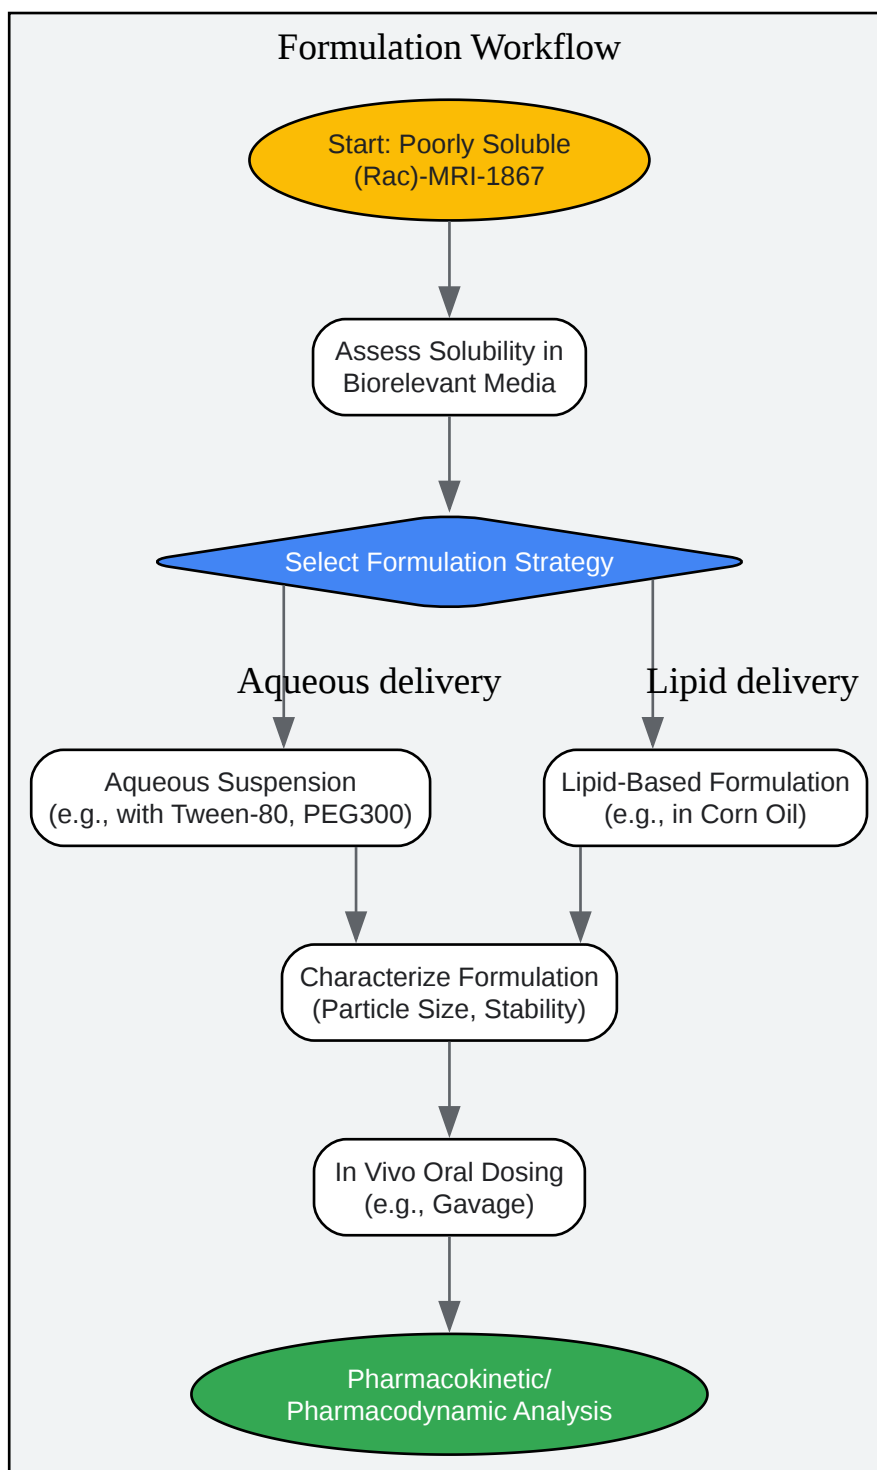 Formulation Workflow
Start: Poorly Soluble
(Rac)-MRI-1867
Assess Solubility in
Biorelevant Media
Select Formulation Strategy
Aqueous delivery
Lipid delivery
Aqueous Suspension
(e.g., with Tween-80, PEG300)
Lipid-Based Formulation
(e.g., in Corn Oil)
Characterize Formulation
(Particle Size, Stability)
In Vivo Oral Dosing
(e.g., Gavage)
Pharmacokinetic/
Pharmacodynamic Analysis